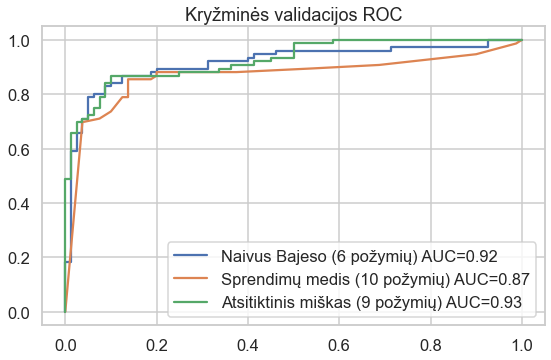 Kryžminės validacijos ROC
1.0
0.8
0.6
0.4
0.2
0.0
Naivus Bajeso (6 požymių) AUC=0.92
Sprendimų medis (10 požymių) AUC=0.87
Atsitiktinis miškas (9 požymių) AUC=0.93
0.0 0.2 0.4 0.6 0.8 1.0